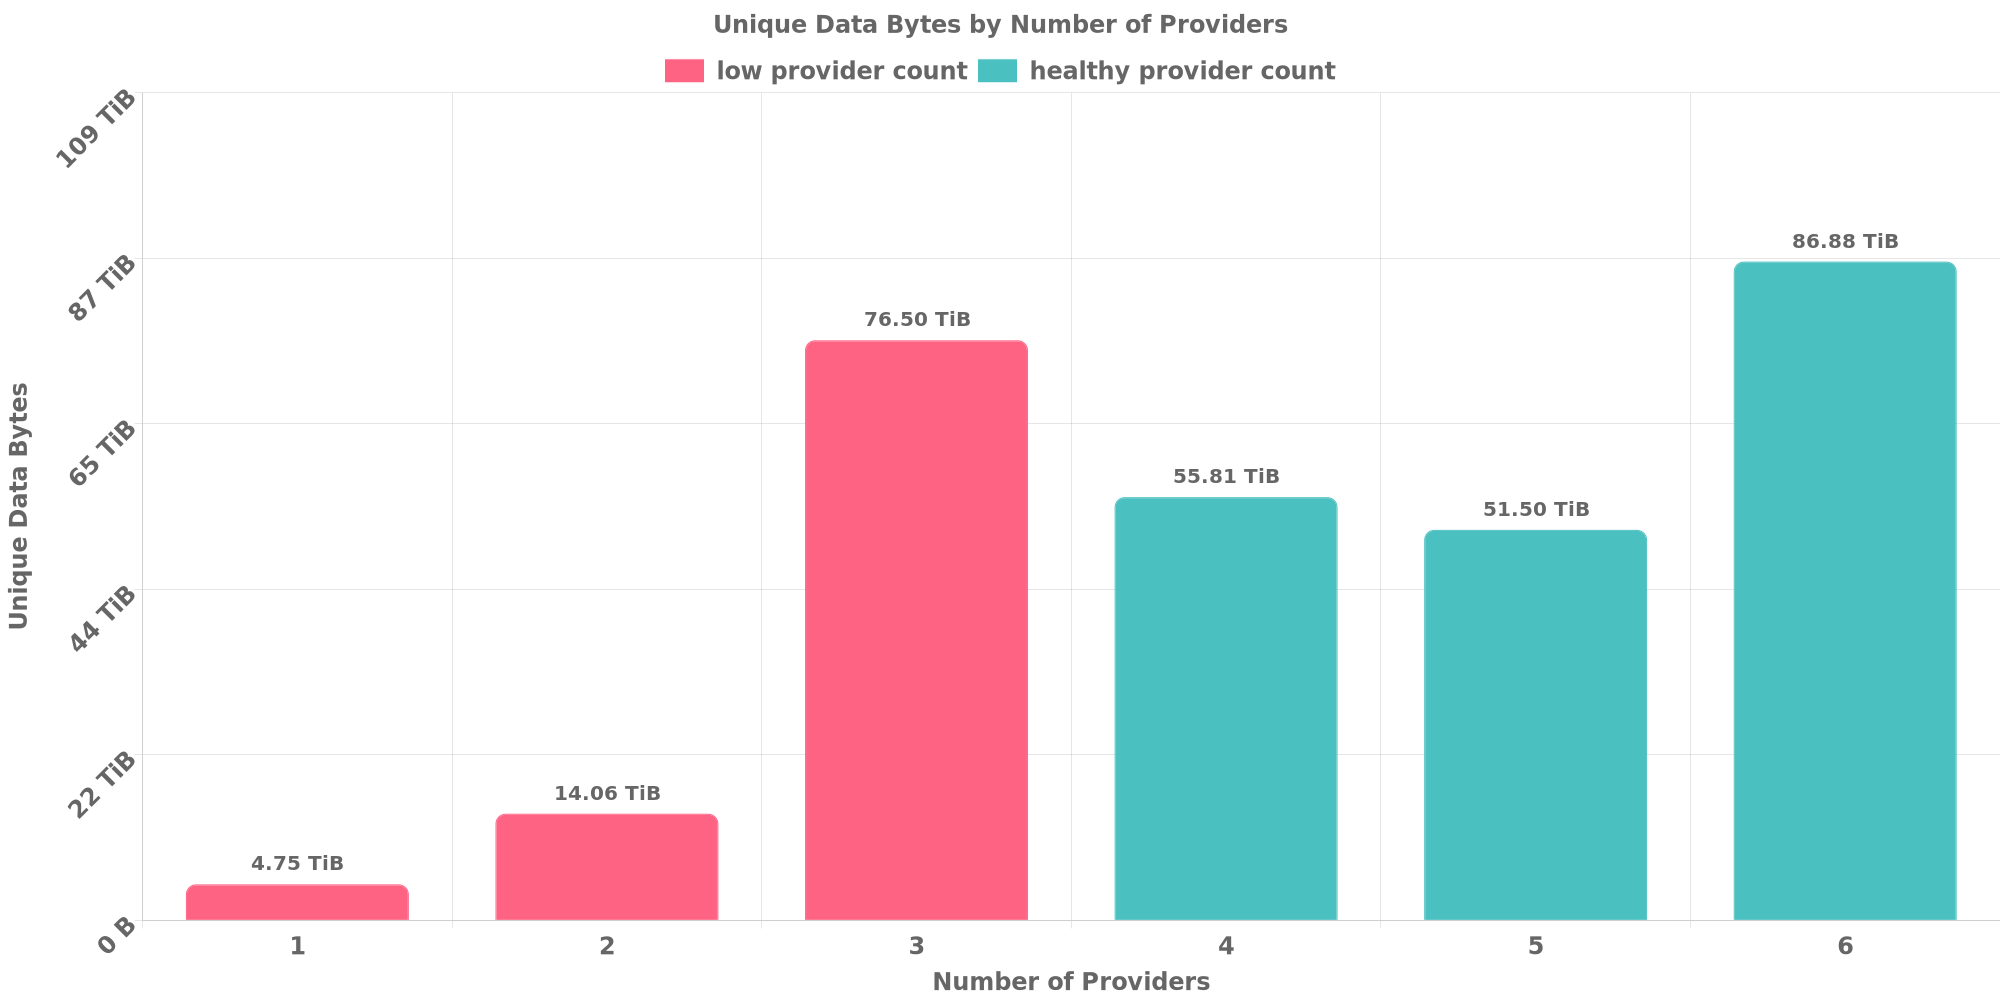 Unique Data Bytes by Number of Providers
low provider count healthy provider count
109 TiB
87 TiB
65 TiB
44 TiB
22 TiB
0 B
Unique Data Bytes
4.75 TiB
14.06 TiB
76.50 TiB
55.81 TiB
51.50 TiB
86.88 TiB
1 2 3 4 5 6
Number of Providers